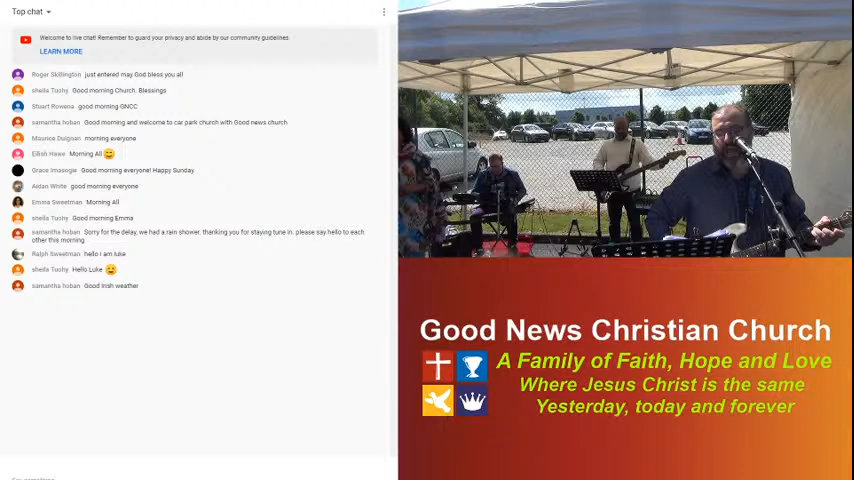 Top chat
Welcome to live chat! Remember to guard your privacy and abide by our community guidelines.
LEARN MORE
Roger Skillington just entered may God bless you all
sheila Tuohy Good morning Church. Blessings
Stuart Rowena good morning GNCC
samantha hoban Good morning and welcome to car park church with Good news church
Maurice Duignan morning everyone
Eilish Hawe Morning All
Grace Imasogie Good morning everyone! Happy Sunday
Aidan White good morning everyone
Emma Sweetman Morning All
sheila Tuohy Good morning Emma
samantha hoban Sorry for the delay, we had a rain shower. thanking you for staying tune in. please say hello to each
other this morning
Ralph Sweetman hello I am luke
sheila Tuohy Hello Luke
samantha hoban Good Irish weather
Good News Christian Church
A Family of Faith, Hope and Love
Where Jesus Christ is the same
Yesterday, today and forever